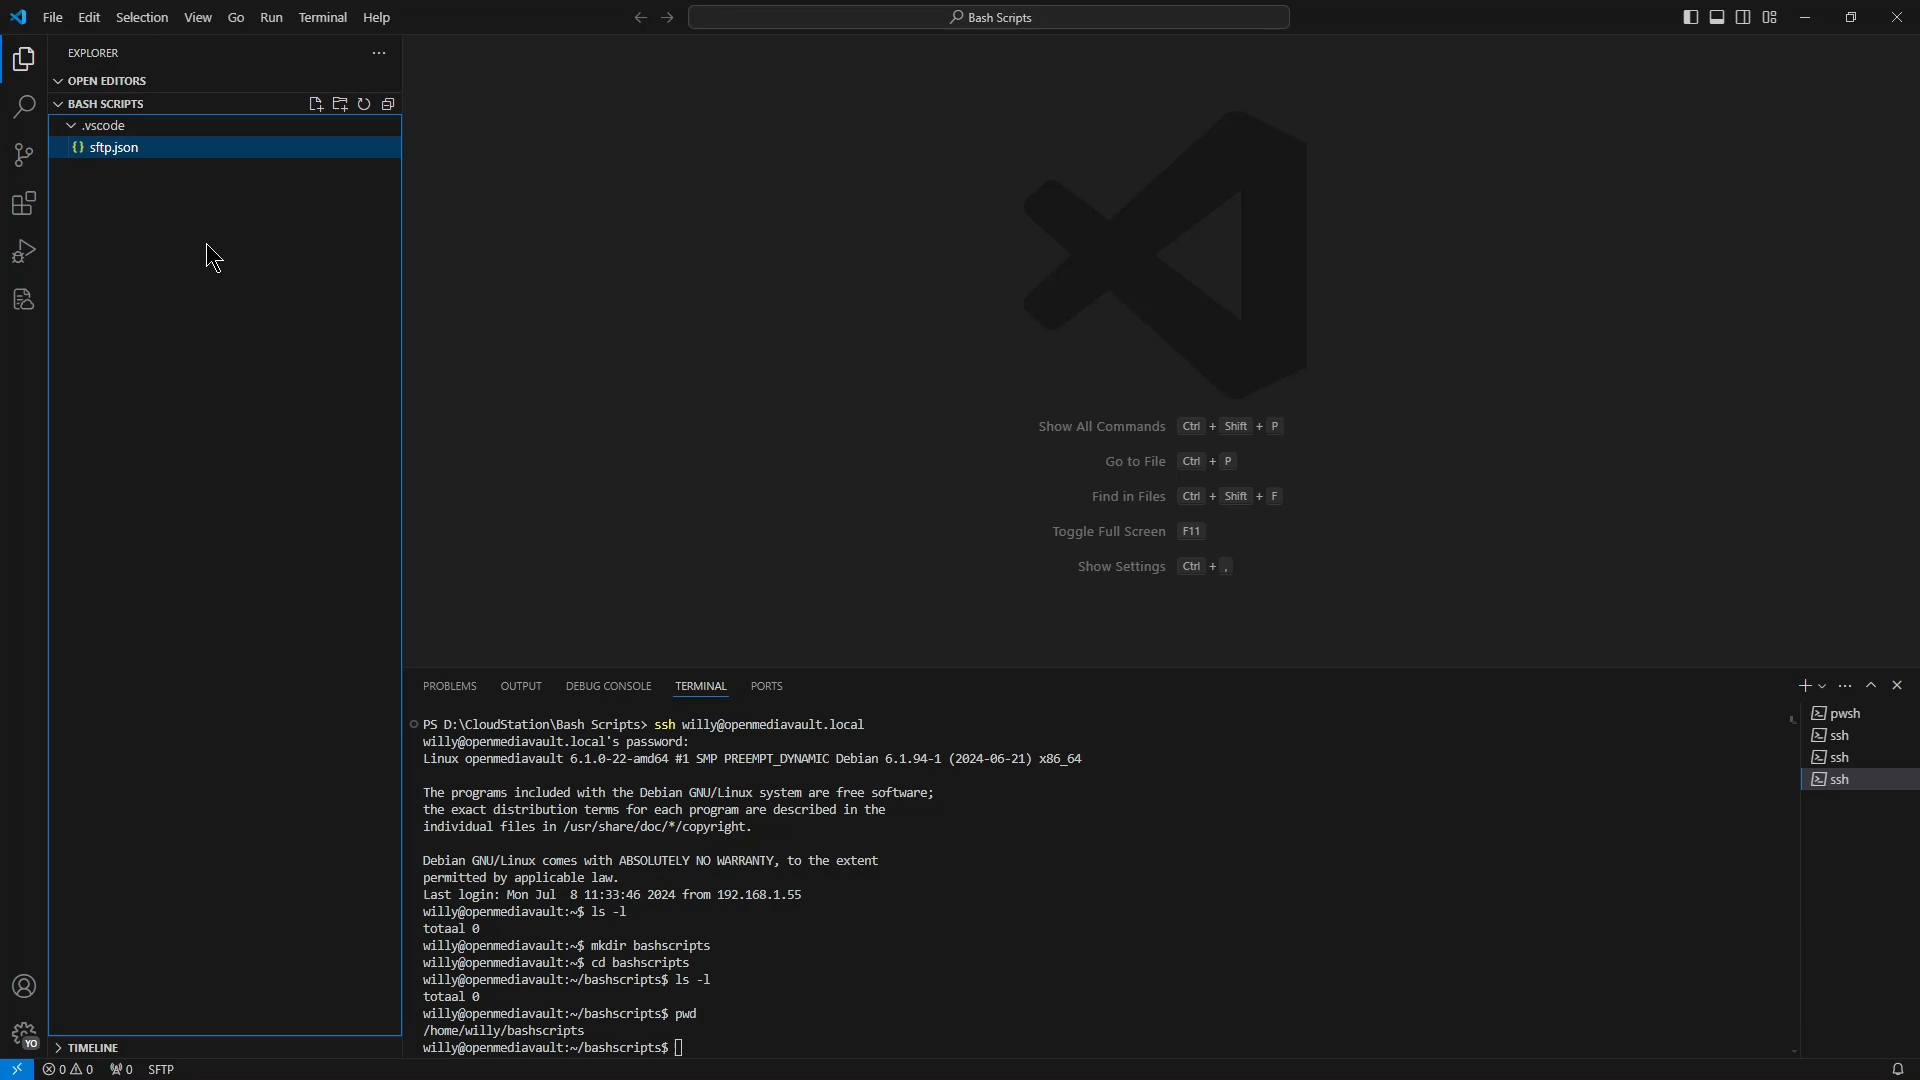 File Edit Selection View Go Run Terminal Help
Bash Scripts
EXPLORER
OPEN EDITORS
BASH SCRIPTS
.vscode
{} sftp.json
Show All Commands Ctrl + Shift + P
Go to File Ctrl + P
Find in Files Ctrl + Shift + F
Toggle Full Screen F11
Show Settings Ctrl + ,
PROBLEMS OUTPUT DEBUG CONSOLE TERMINAL PORTS
PS D:\CloudStation\Bash Scripts> ssh willy@openmediavault.local
willy@openmediavault.local's password:
Linux openmediavault 6.1.0-22-amd64 #1 SMP PREEMPT_DYNAMIC Debian 6.1.94-1 (2024-06-21) x86_64
The programs included with the Debian GNU/Linux system are free software;
the exact distribution terms for each program are described in the
individual files in /usr/share/doc/*/copyright.
Debian GNU/Linux comes with ABSOLUTELY NO WARRANTY, to the extent
permitted by applicable law.
Last login: Mon Jul  8 11:33:46 2024 from 192.168.1.55
willy@openmediavault:~$ ls -l
totaal 0
willy@openmediavault:~$ mkdir bashscripts
willy@openmediavault:~$ cd bashscripts
willy@openmediavault:~/bashscripts$ ls -l
totaal 0
willy@openmediavault:~/bashscripts$ pwd
/home/willy/bashscripts
willy@openmediavault:~/bashscripts$
pwsh
ssh
ssh
ssh
YO
TIMELINE
0 0 0 SFTP